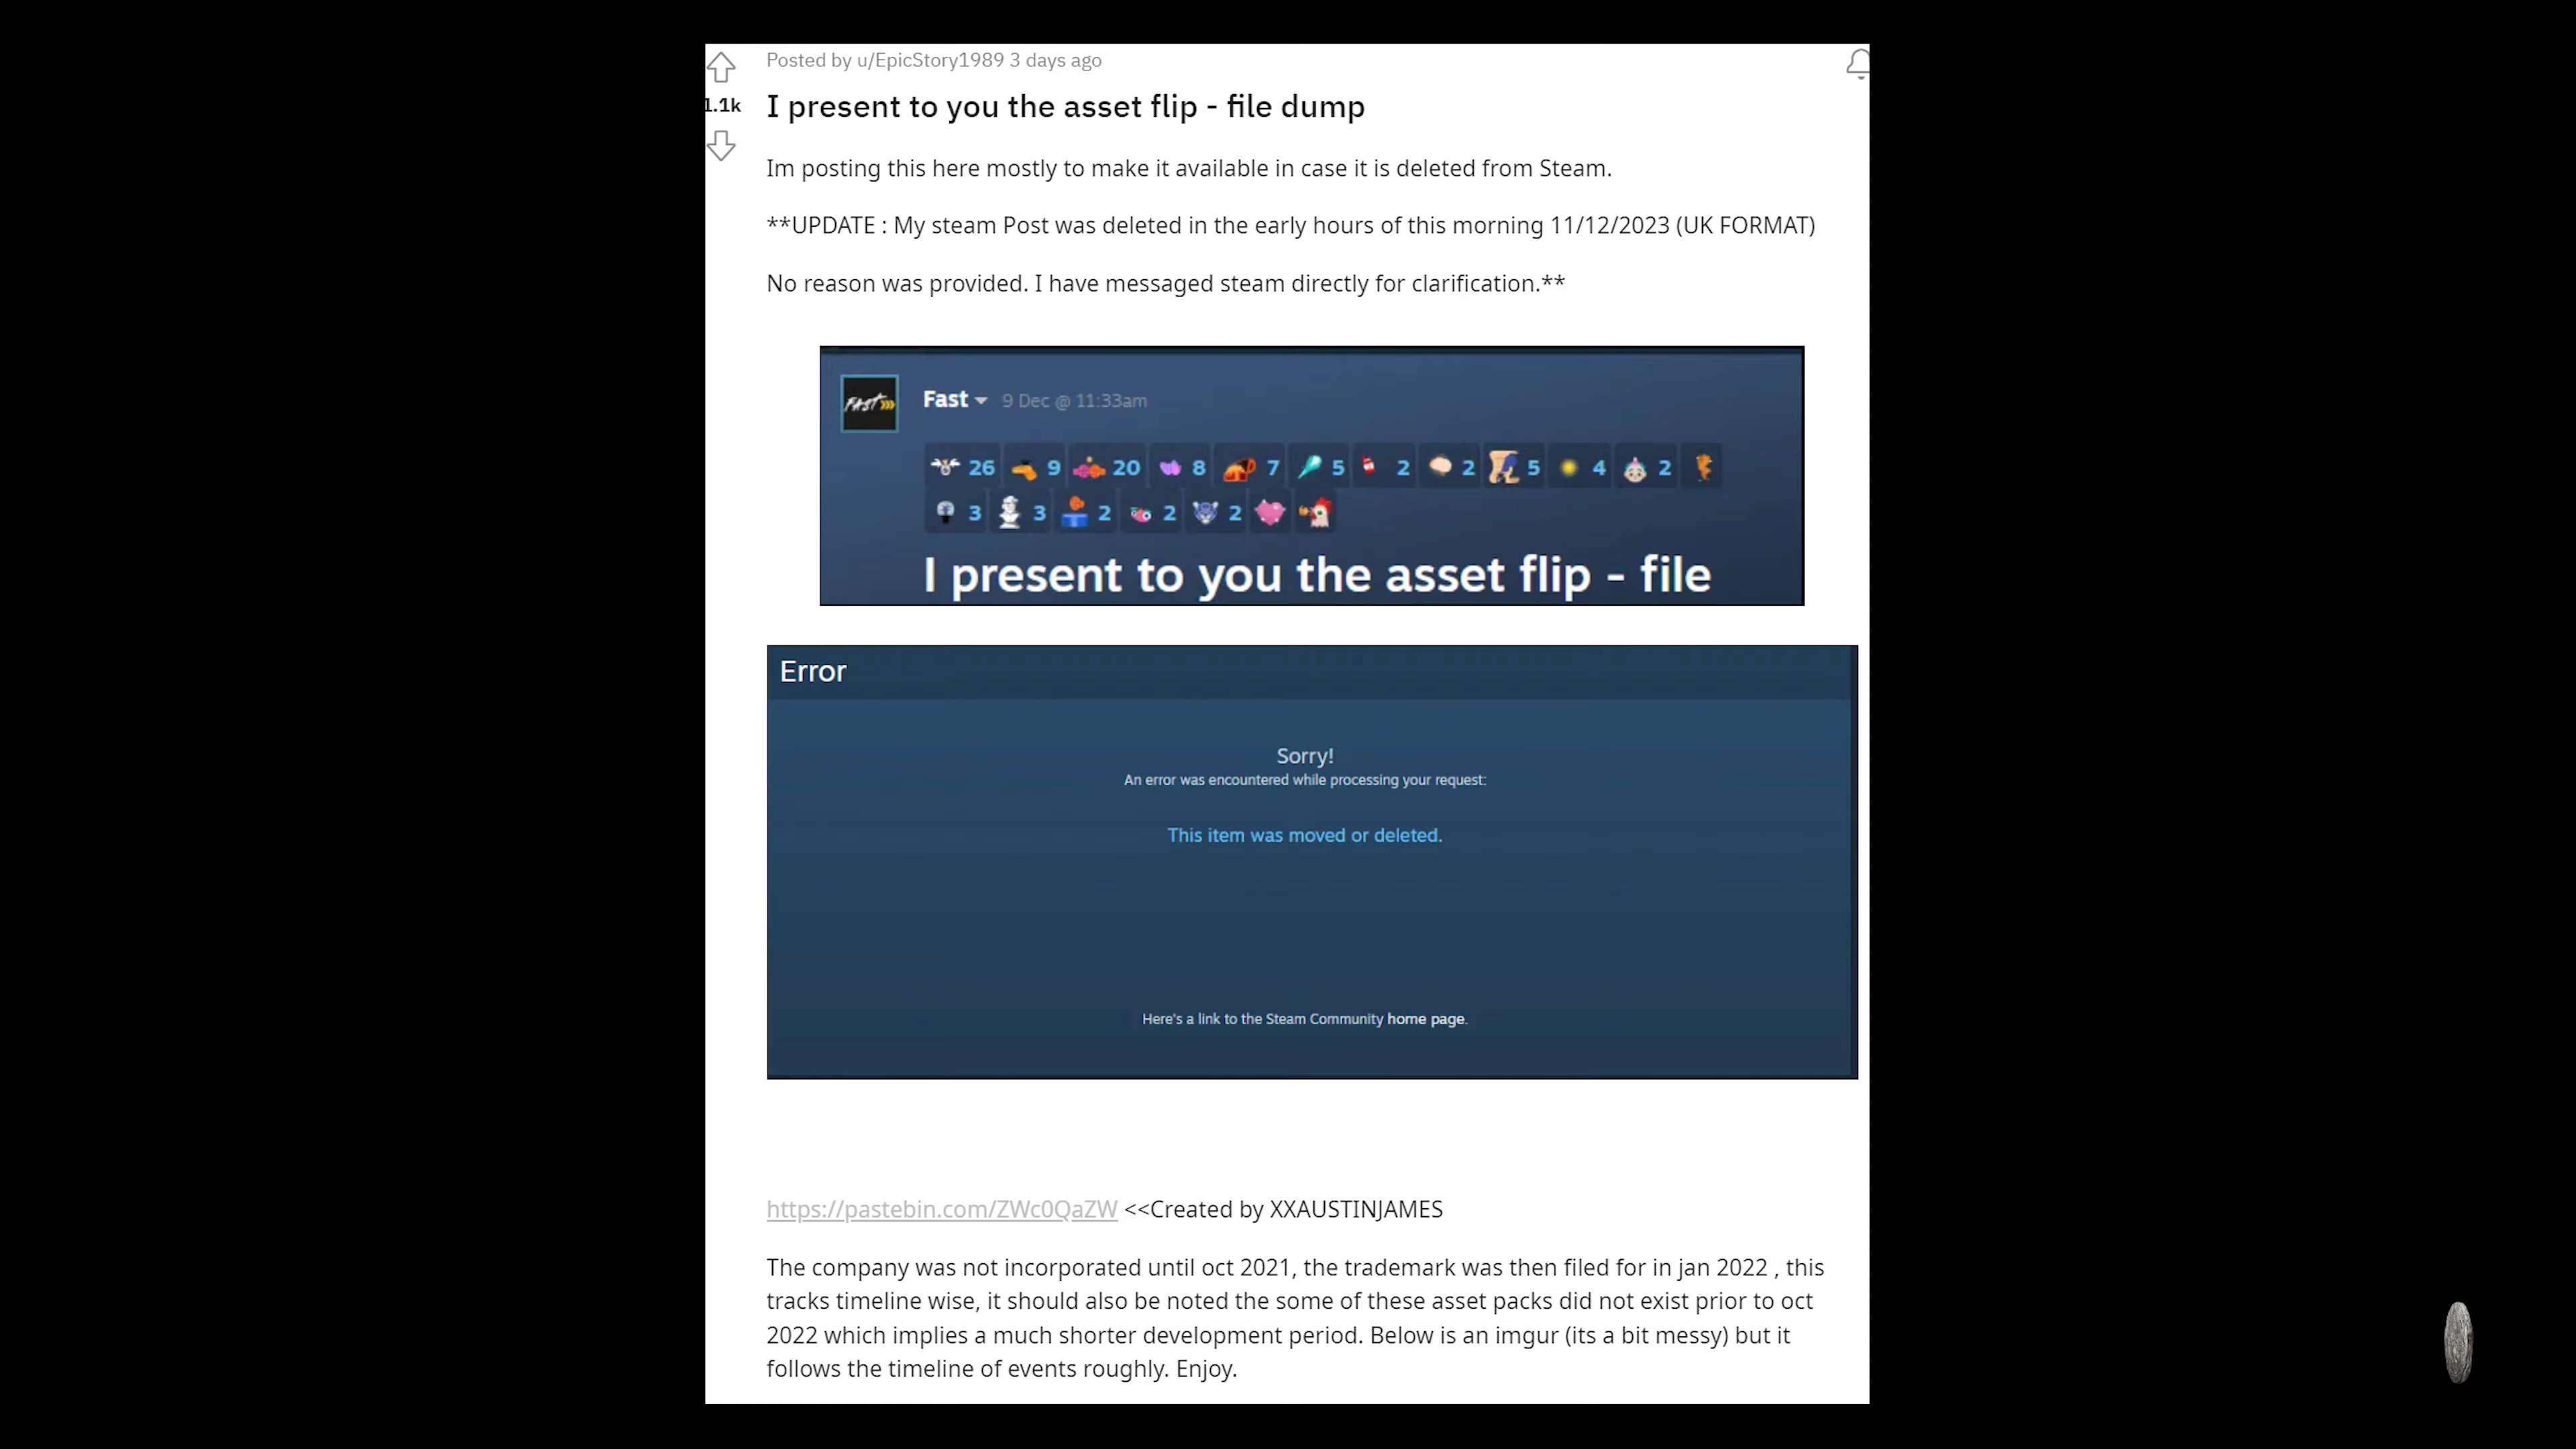 Posted by u/EpicStory1989 3 days ago
1.1k
I present to you the asset flip - file dump
Im posting this here mostly to make it available in case it is deleted from Steam.
**UPDATE : My steam Post was deleted in the early hours of this morning 11/12/2023 (UK FORMAT)
No reason was provided. I have messaged steam directly for clarification.**
FAST
Fast 9 Dec @ 11:33am
26 9 20 8 7 5 2 2 5 4 2
3 3 2 2 2
I present to you the asset flip - file
Error
Sorry!
An error was encountered while processing your request:
This item was moved or deleted.
Here's a link to the Steam Community home page.
https://pastebin.com/ZWc0QaZW <<Created by XXAUSTINJAMES
The company was not incorporated until oct 2021, the trademark was then filed for in jan 2022 , this
tracks timeline wise, it should also be noted the some of these asset packs did not exist prior to oct
2022 which implies a much shorter development period. Below is an imgur (its a bit messy) but it
follows the timeline of events roughly. Enjoy.